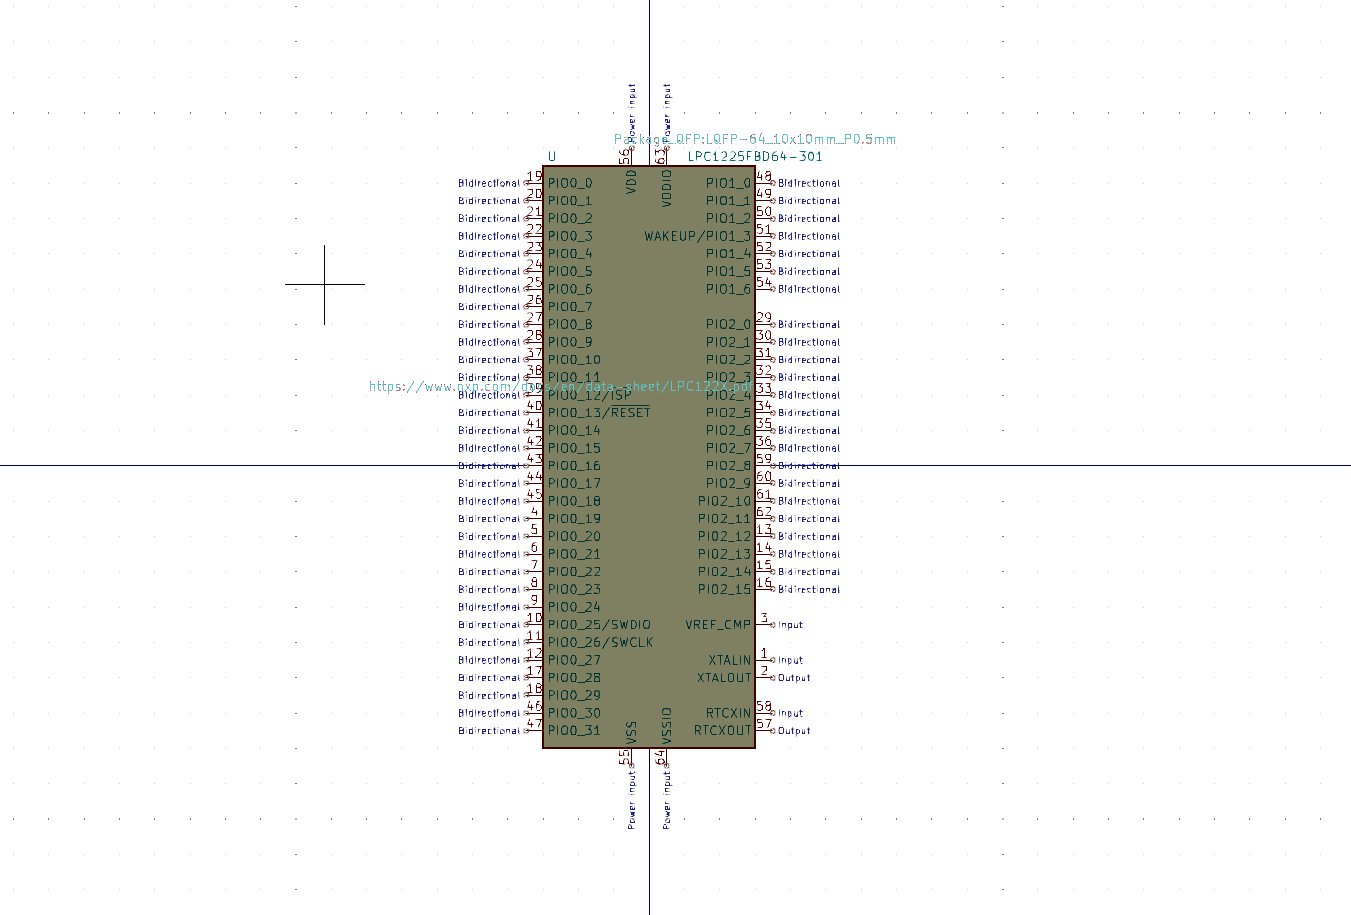 Power input Power input
Package_QFP:LQFP-64_10x10mm_P0.5mm
U 56 63 LPC1225FBD64-301
VDD VDDIO
Bidirectional 19 PIO0_0 PIO1_0 48 Bidirectional
Bidirectional 20 PIO0_1 PIO1_1 49 Bidirectional
Bidirectional 21 PIO0_2 PIO1_2 50 Bidirectional
Bidirectional 22 PIO0_3 WAKEUP/PIO1_3 51 Bidirectional
Bidirectional 23 PIO0_4 PIO1_4 52 Bidirectional
Bidirectional 24 PIO0_5 PIO1_5 53 Bidirectional
Bidirectional 25 PIO0_6 PIO1_6 54 Bidirectional
Bidirectional 26 PIO0_7
Bidirectional 27 PIO0_8 PIO2_0 29 Bidirectional
Bidirectional 28 PIO0_9 PIO2_1 30 Bidirectional
Bidirectional 37 PIO0_10 PIO2_2 31 Bidirectional
Bidirectional 38 PIO0_11 PIO2_3 32 Bidirectional
https://www.nxp.com/docs/en/data-sheet/LPC122X.pdf
Bidirectional 39 PIO0_12/ISP PIO2_4 33 Bidirectional
Bidirectional 40 PIO0_13/RESET PIO2_5 34 Bidirectional
Bidirectional 41 PIO0_14 PIO2_6 35 Bidirectional
Bidirectional 42 PIO0_15 PIO2_7 36 Bidirectional
Bidirectional 43 PIO0_16 PIO2_8 59 Bidirectional
Bidirectional 44 PIO0_17 PIO2_9 60 Bidirectional
Bidirectional 45 PIO0_18 PIO2_10 61 Bidirectional
Bidirectional 4 PIO0_19 PIO2_11 62 Bidirectional
Bidirectional 5 PIO0_20 PIO2_12 13 Bidirectional
Bidirectional 6 PIO0_21 PIO2_13 14 Bidirectional
Bidirectional 7 PIO0_22 PIO2_14 15 Bidirectional
Bidirectional 8 PIO0_23 PIO2_15 16 Bidirectional
Bidirectional 9 PIO0_24
Bidirectional 10 PIO0_25/SWDIO VREF_CMP 3 Input
Bidirectional 11 PIO0_26/SWCLK
Bidirectional 12 PIO0_27 XTALIN 1 Input
Bidirectional 17 PIO0_28 XTALOUT 2 Output
Bidirectional 18 PIO0_29
Bidirectional 46 PIO0_30 RTCXIN 58 Input
Bidirectional 47 PIO0_31 RTCXOUT 57 Output
VSS VSSIO
55 64
Power input Power input